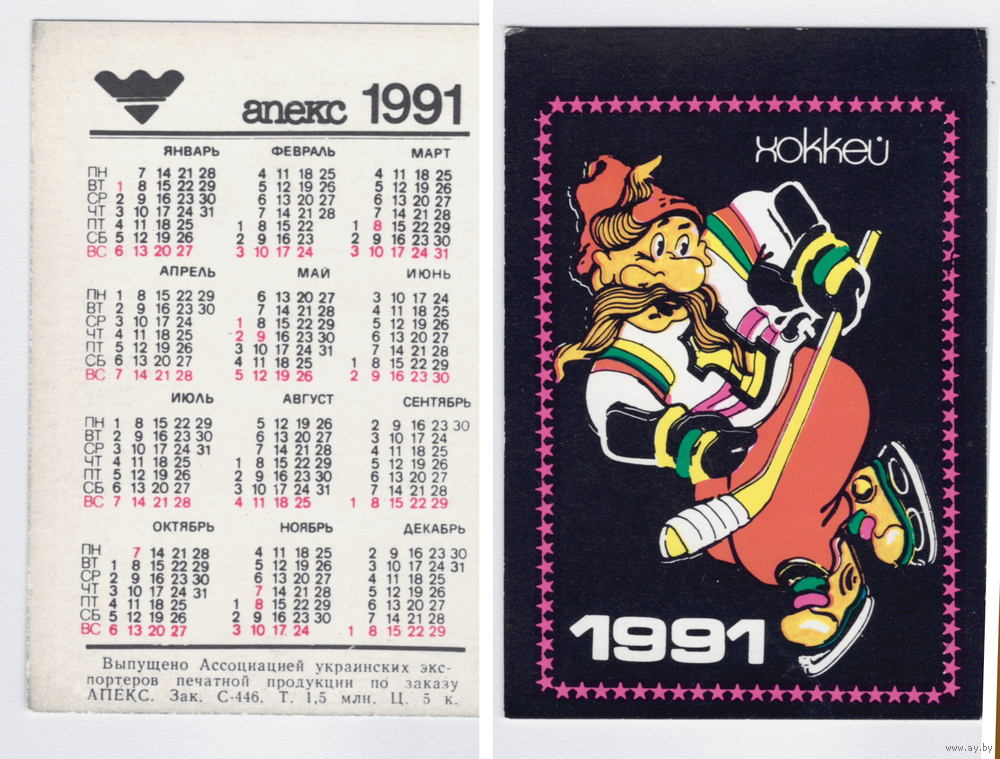 апекс 1991
ЯНВАРЬ ФЕВРАЛЬ МАРТ
ПН 7 14 21 28 4 11 18 25 4 11 18 25
ВТ 1 8 15 22 29 5 12 19 26 5 12 19 26
СР 2 9 16 23 30 6 13 20 27 6 13 20 27
ЧТ 3 10 17 24 31 7 14 21 28 7 14 21 28
ПТ 4 11 18 25 1 8 15 22 1 8 15 22 29
СБ 5 12 19 26 2 9 16 23 2 9 16 23 30
ВС 6 13 20 27 3 10 17 24 3 10 17 24 31
АПРЕЛЬ МАЙ ИЮНЬ
ПН 1 8 15 22 29 6 13 20 27 3 10 17 24
ВТ 2 9 16 23 30 7 14 21 28 4 11 18 25
СР 3 10 17 24 1 8 15 22 29 5 12 19 26
ЧТ 4 11 18 25 2 9 16 23 30 6 13 20 27
ПТ 5 12 19 26 3 10 17 24 31 7 14 21 28
СБ 6 13 20 27 4 11 18 25 1 8 15 22 29
ВС 7 14 21 28 5 12 19 26 2 9 16 23 30
ИЮЛЬ АВГУСТ СЕНТЯБРЬ
ПН 1 8 15 22 29 5 12 19 26 2 9 16 23 30
ВТ 2 9 16 23 30 6 13 20 27 3 10 17 24
СР 3 10 17 24 31 7 14 21 28 4 11 18 25
ЧТ 4 11 18 25 1 8 15 22 29 5 12 19 26
ПТ 5 12 19 26 2 9 16 23 30 6 13 20 27
СБ 6 13 20 27 3 10 17 24 31 7 14 21 28
ВС 7 14 21 28 4 11 18 25 1 8 15 22 29
ОКТЯБРЬ НОЯБРЬ ДЕКАБРЬ
ПН 7 14 21 28 4 11 18 25 2 9 16 23 30
ВТ 1 8 15 22 29 5 12 19 26 3 10 17 24 31
СР 2 9 16 23 30 6 13 20 27 4 11 18 25
ЧТ 3 10 17 24 31 7 14 21 28 5 12 19 26
ПТ 4 11 18 25 1 8 15 22 29 6 13 20 27
СБ 5 12 19 26 2 9 16 23 30 7 14 21 28
ВС 6 13 20 27 3 10 17 24 1 8 15 22 29
Выпущено Ассоциацией украинских экс-
портеров печатной продукции по заказу
АПЕКС. Зак. С-446. Т. 1,5 млн. Ц. 5 к.
хоккей
1991
www.ay.by